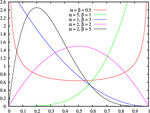 2.6
2.4
2.2
2
1.8
1.6
1.4
1.2
1
0.8
0.6
0.4
0.2
0
0 0.1 0.2 0.3 0.4 0.5 0.6 0.7 0.8 0.9 1
α = β = 0.5
α = 5, β = 1
α = 1, β = 3
α = 2, β = 2
α = 2, β = 5